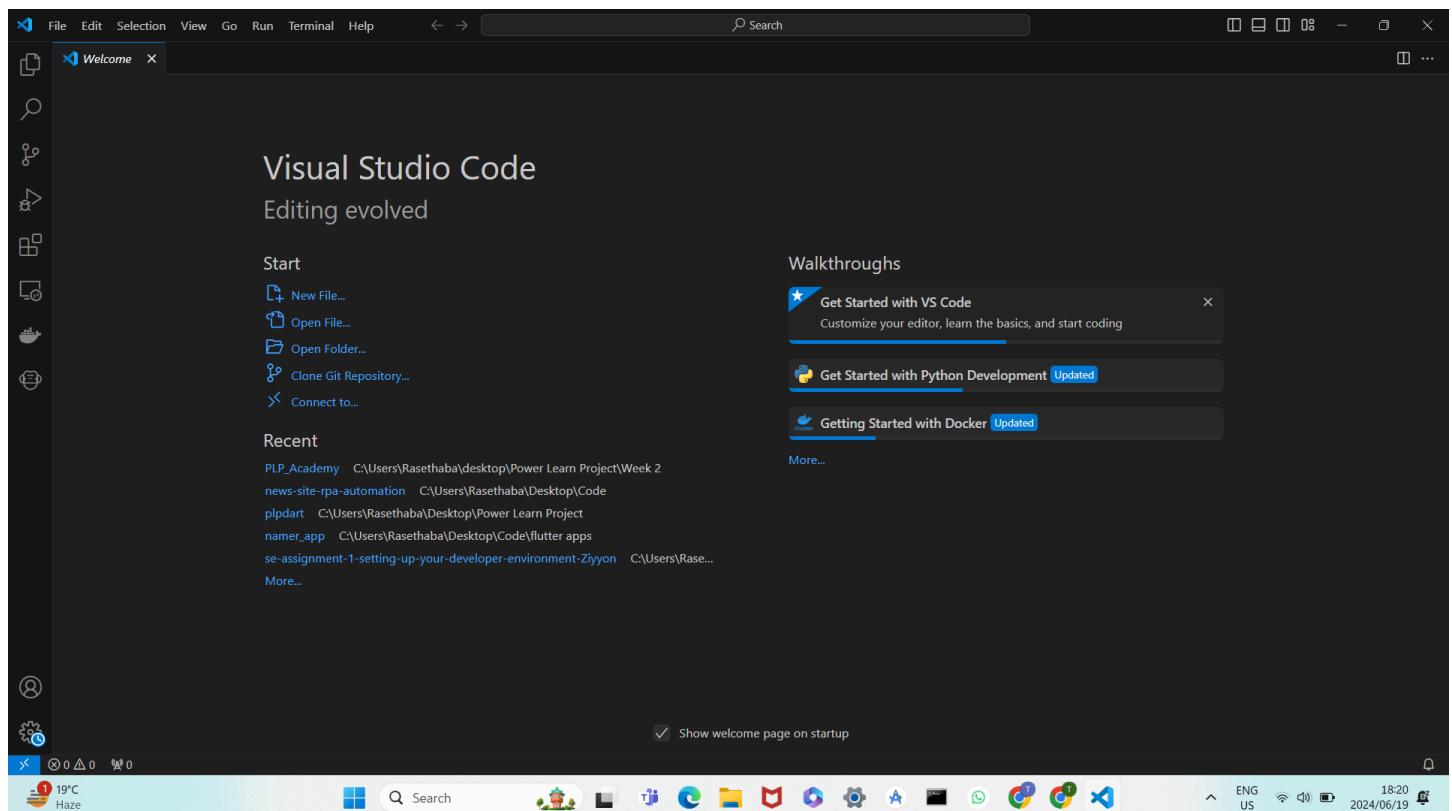 File Edit Selection View Go Run Terminal Help Search
Welcome
Visual Studio Code
Editing evolved
Start
New File...
Open File...
Open Folder...
Clone Git Repository...
Connect to...
Recent
PLP_Academy C:\Users\Rasethaba\desktop\Power Learn Project\Week 2
news-site-rpa-automation C:\Users\Rasethaba\Desktop\Code
plpdart C:\Users\Rasethaba\Desktop\Power Learn Project
namer_app C:\Users\Rasethaba\Desktop\Code\flutter apps
se-assignment-1-setting-up-your-developer-environment-Ziyyon C:\Users\Rase...
More...
Walkthroughs
Get Started with VS Code
Customize your editor, learn the basics, and start coding
Get Started with Python Development Updated
docker Getting Started with Docker Updated
More...
Show welcome page on startup
0 0 0
1 19°C
Haze
Search
T T
ENG
US
18:20
2024/06/19